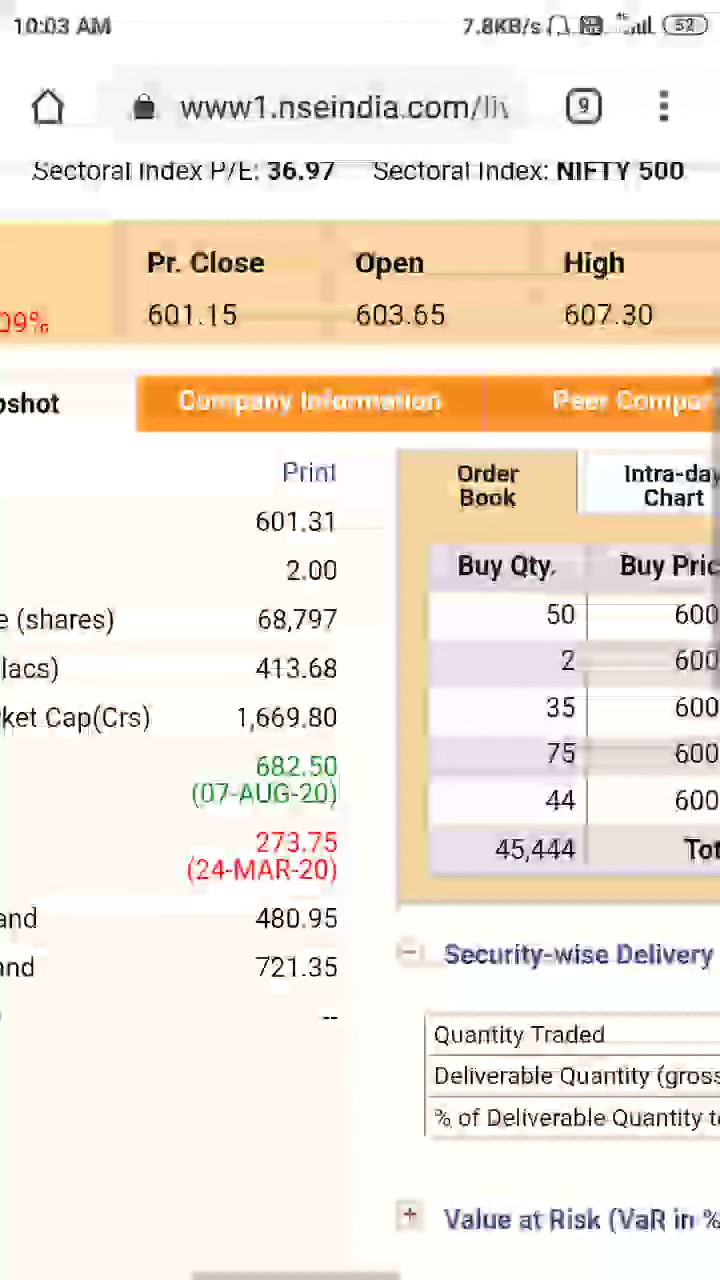 10:03 AM 7.8KB/s 52
www1.nseindia.com/liv 9
Sectoral Index P/E: 36.97 Sectoral Index: NIFTY 500
Pr. Close Open High
09% 601.15 603.65 607.30
pshot Company Information Peer Compar
Print
601.31
2.00
e (shares) 68,797
lacs) 413.68
ket Cap(Crs) 1,669.80
682.50
(07-AUG-20)
273.75
(24-MAR-20)
and 480.95
nd 721.35
--
Order Book Intra-day Chart
Buy Qty. Buy Pric
50 600
2 600
35 600
75 600
44 600
45,444 Tot
Security-wise Delivery
Quantity Traded
Deliverable Quantity (gross
% of Deliverable Quantity to
Value at Risk (VaR in %